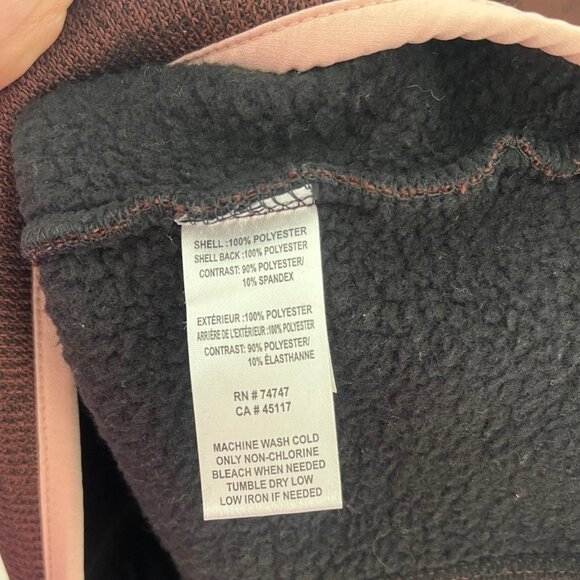 SHELL :100% POLYESTER
SHELL BACK :100% POLYESTER
CONTRAST: 90% POLYESTER/
10% SPANDEX
EXTÉRIEUR :100% POLYESTER
ARRIÈRE DE L'EXTÉRIEUR :100% POLYESTER
CONTRAST: 90% POLYESTER/
10% ÉLASTHANNE
RN # 74747
CA # 45117
MACHINE WASH COLD
ONLY NON-CHLORINE
BLEACH WHEN NEEDED
TUMBLE DRY LOW
LOW IRON IF NEEDED